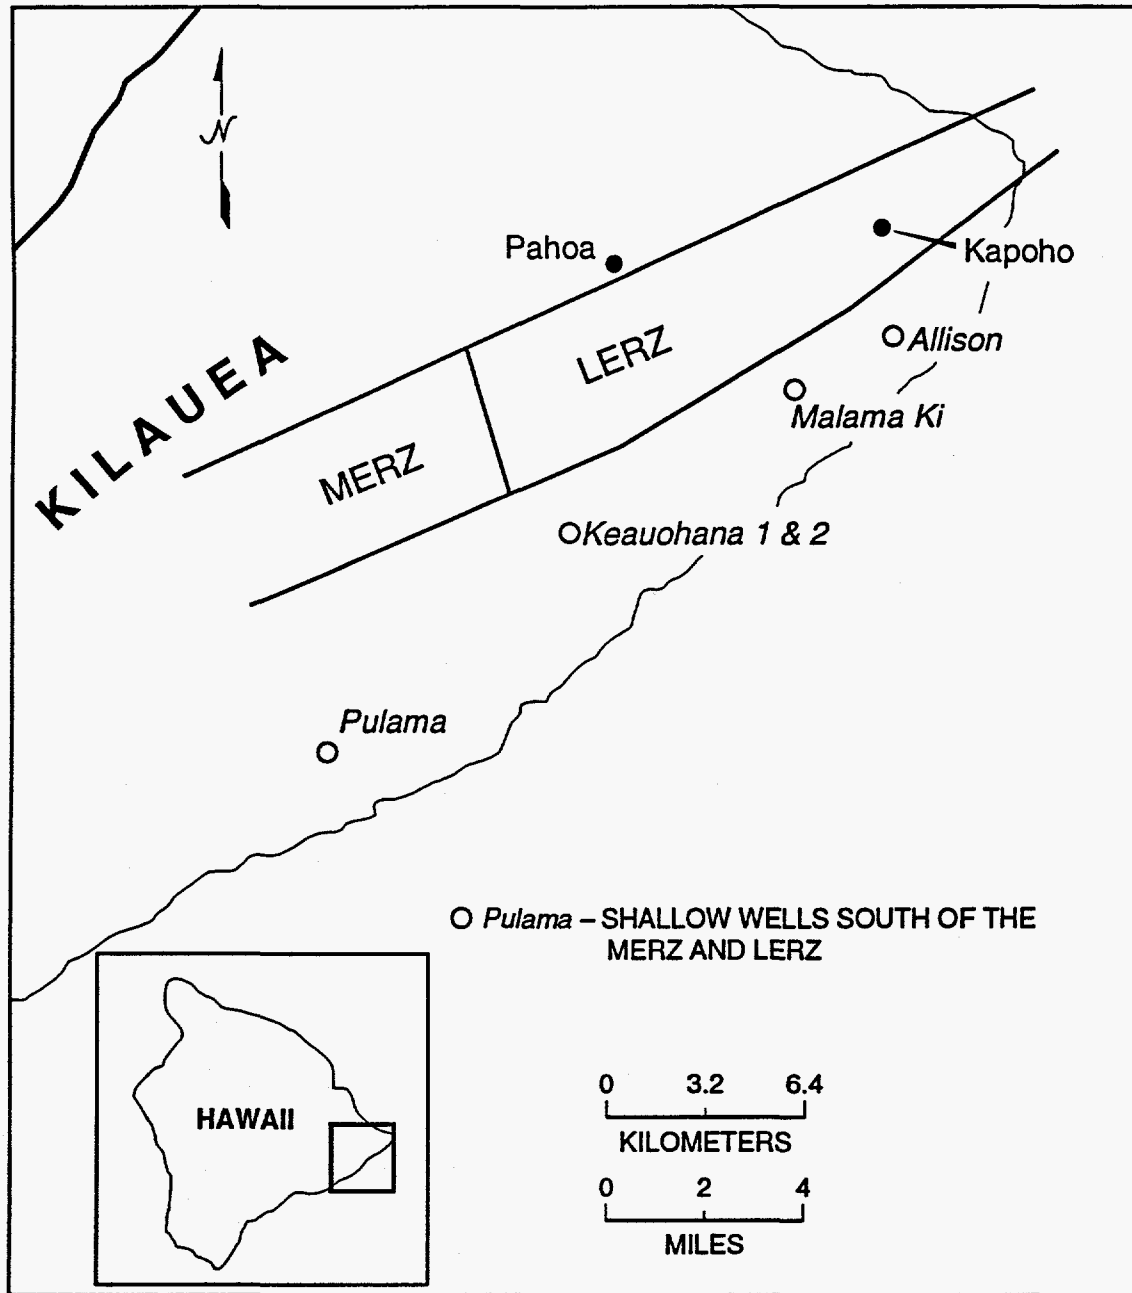 N
Pahoa
Kapoho
KILAUEA
LERZ
Allison
Malama Ki
MERZ
Keauohana 1 & 2
Pulama
Pulama – SHALLOW WELLS SOUTH OF THE
MERZ AND LERZ
HAWAII
0 3.2 6.4
KILOMETERS
0 2 4
MILES